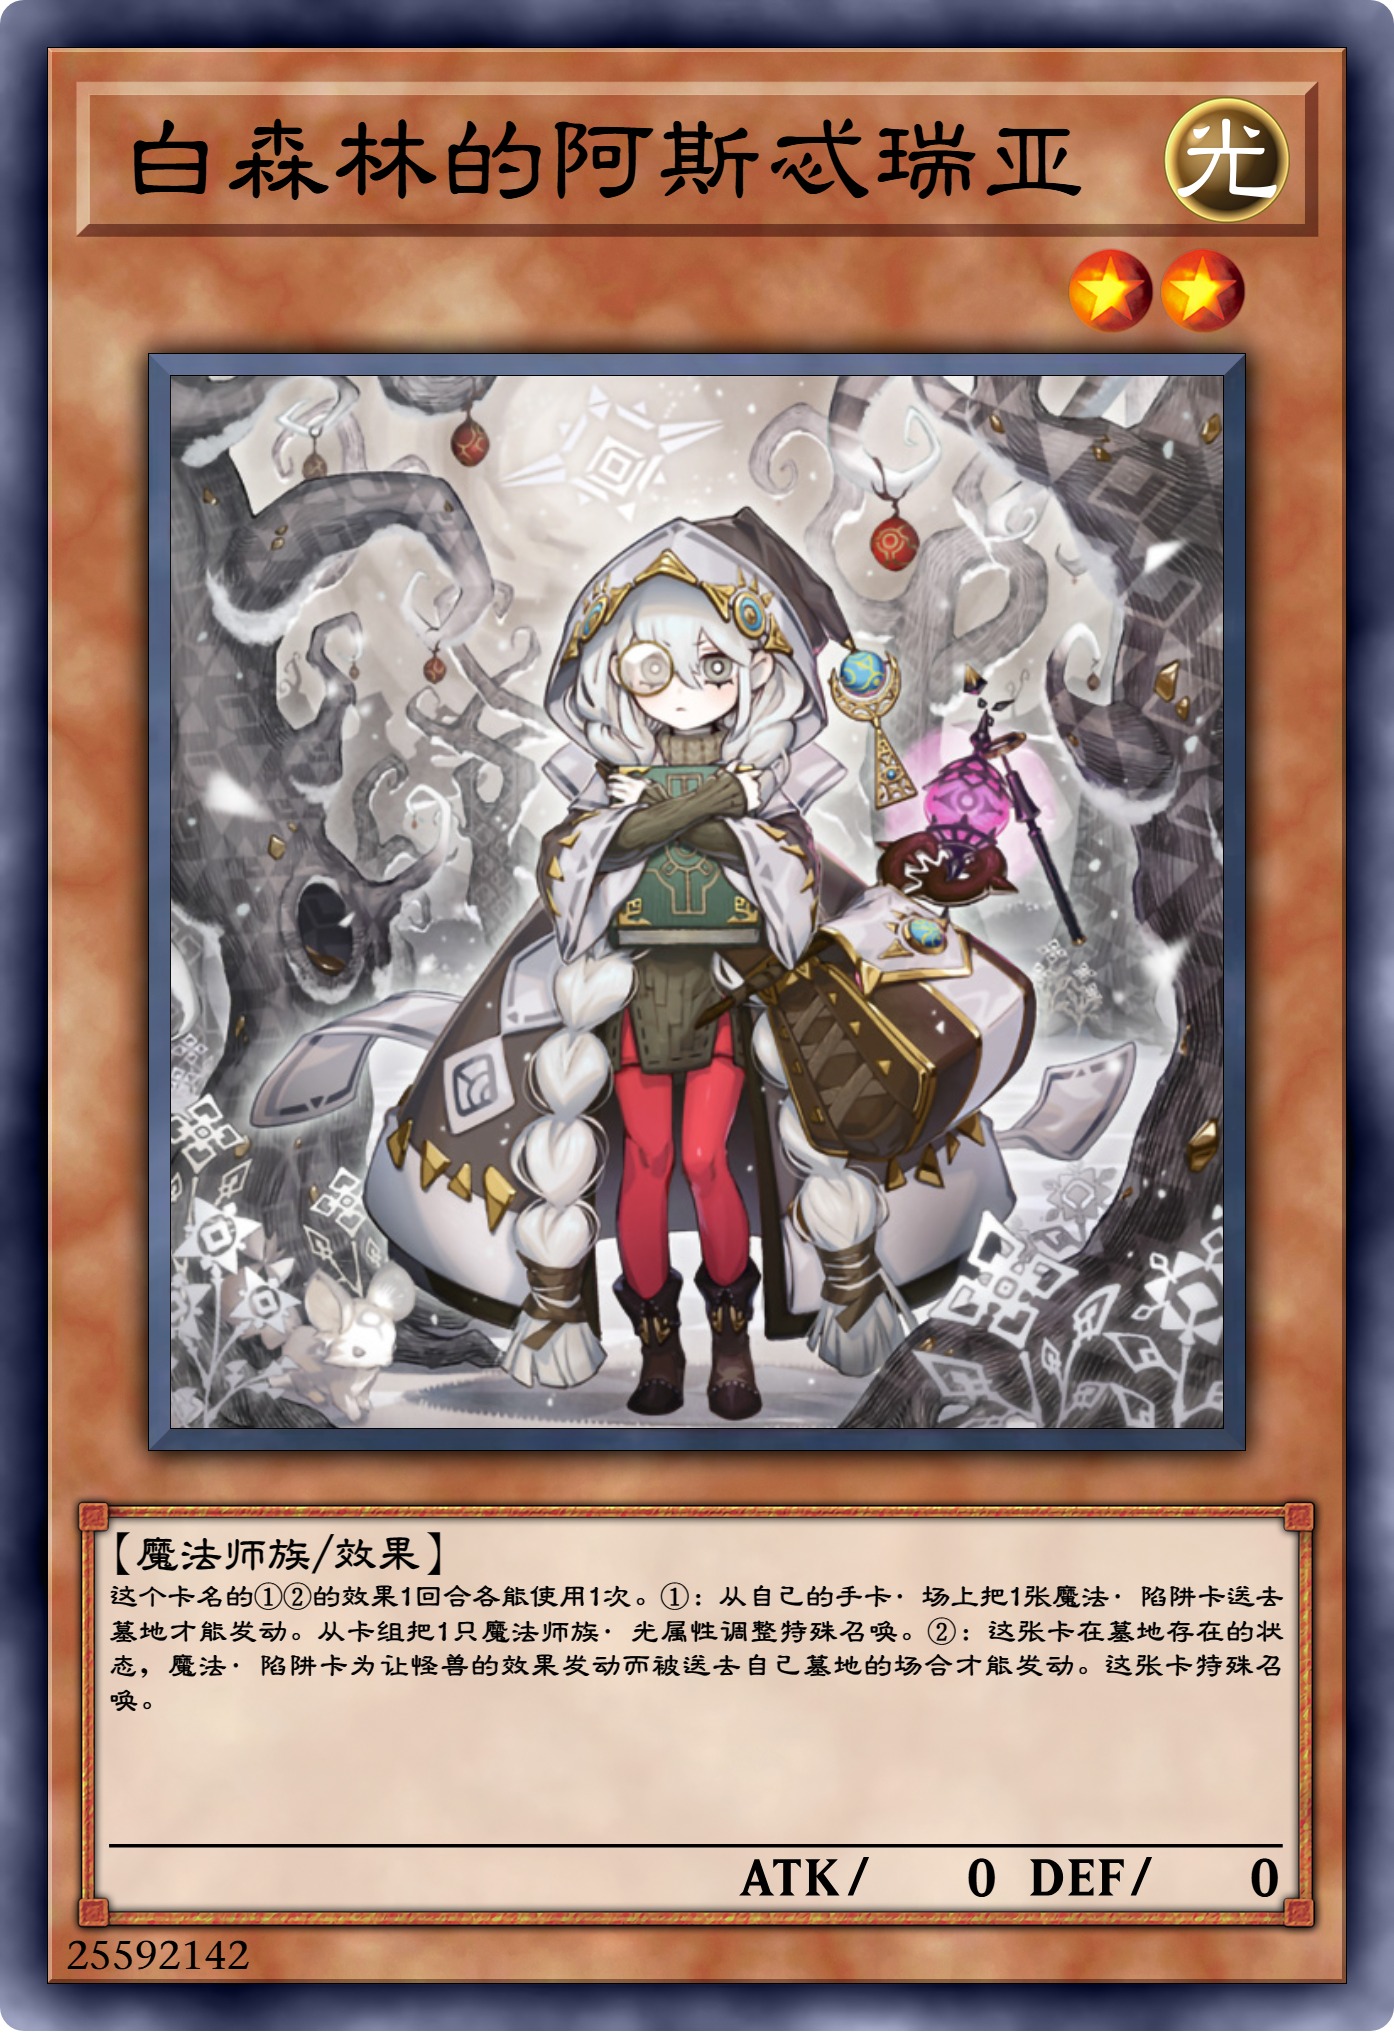 白森林的阿斯忒瑞亚
光
【魔法师族/效果】
这个卡名的①②的效果1回合各能使用1次。①：从自己的手卡·场上把1张魔法·陷阱卡送去
墓地才能发动。从卡组把1只魔法师族·光属性调整特殊召唤。②：这张卡在墓地存在的状
态，魔法·陷阱卡为让怪兽的效果发动而被送去自己墓地的场合才能发动。这张卡特殊召
唤。
ATK/ 0 DEF/ 0
25592142